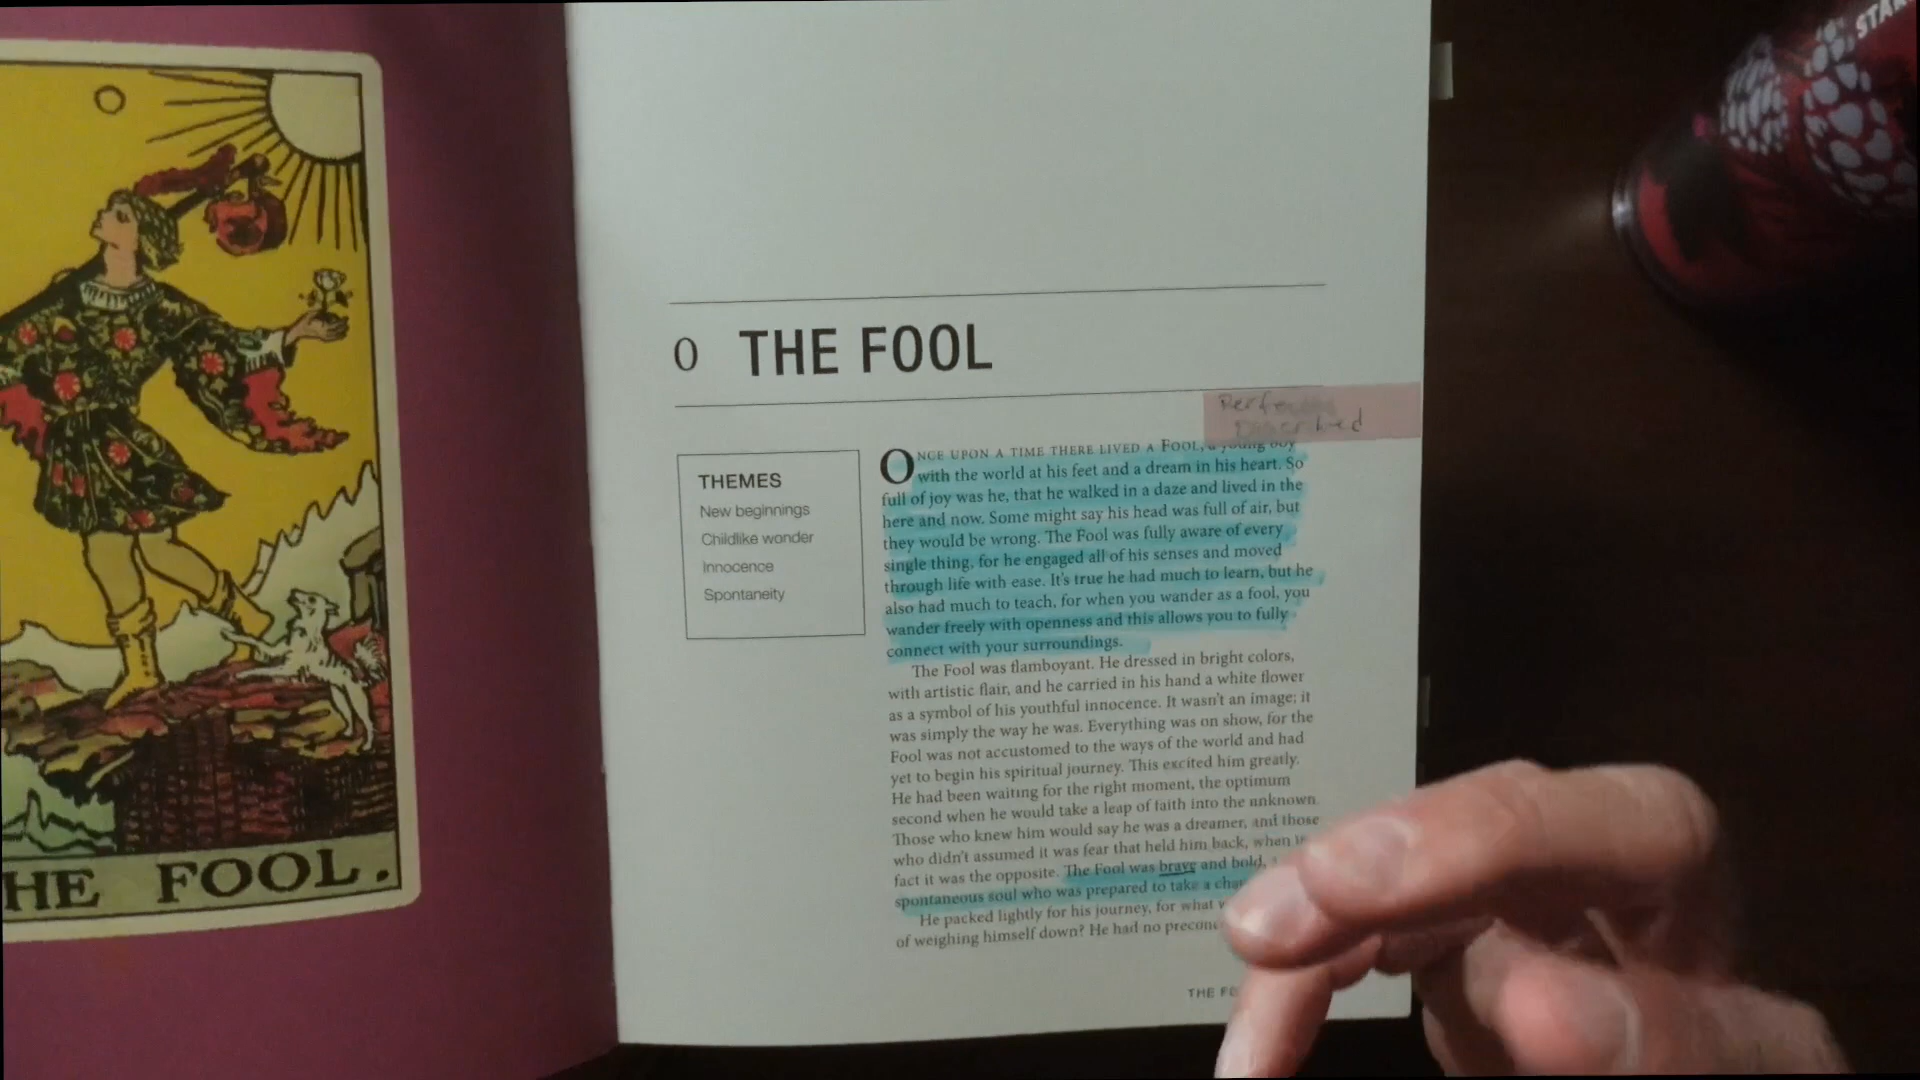 HE FOOL.
0 THE FOOL
Described
THEMES
New beginnings
Childlike wonder
Innocence
Spontaneity
ONCE UPON A TIME THERE LIVED A FOOL, a young boy
with the world at his feet and a dream in his heart. So
full of joy was he, that he walked in a daze and lived in the
here and now. Some might say his head was full of air, but
they would be wrong. The Fool was fully aware of every
single thing, for he engaged all of his senses and moved
through life with ease. It's true he had much to learn, but he
also had much to teach, for when you wander as a fool, you
wander freely with openness and this allows you to fully
connect with your surroundings.
The Fool was flamboyant. He dressed in bright colors,
with artistic flair, and he carried in his hand a white flower
as a symbol of his youthful innocence. It wasn't an image; it
was simply the way he was. Everything was on show, for the
Fool was not accustomed to the ways of the world and had
yet to begin his spiritual journey. This excited him greatly.
He had been waiting for the right moment, the optimum
second when he would take a leap of faith into the unknown.
Those who knew him would say he was a dreamer, and those
who didn't assumed it was fear that held him back, when
fact it was the opposite. The Fool was brave and bold,
spontaneous soul who was prepared to take a
He packed lightly for his journey, for what
of weighing himself down? He had no
THE
STAR